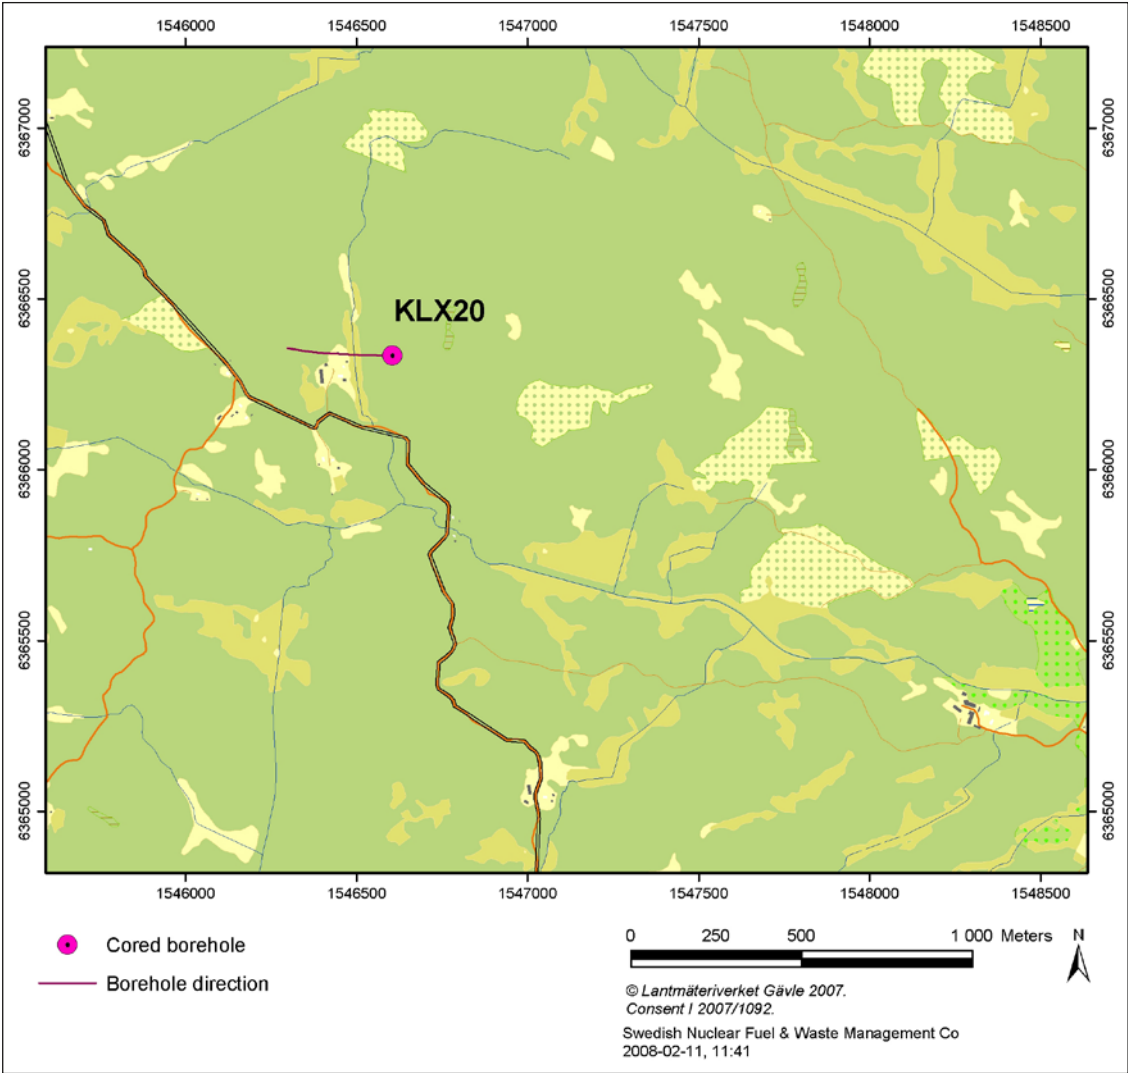 1546000 1546500 1547000 1547500 1548000 1548500
6367000 6367000
6366500 6366500
KLX20
6366000 6366000
6365500 6365500
6365000 6365000
1546000 1546500 1547000 1547500 1548000 1548500
Cored borehole
Borehole direction
0 250 500 1 000 Meters N
© Lantmäteriverket Gävle 2007.
Consent I 2007/1092.
Swedish Nuclear Fuel & Waste Management Co
2008-02-11, 11:41